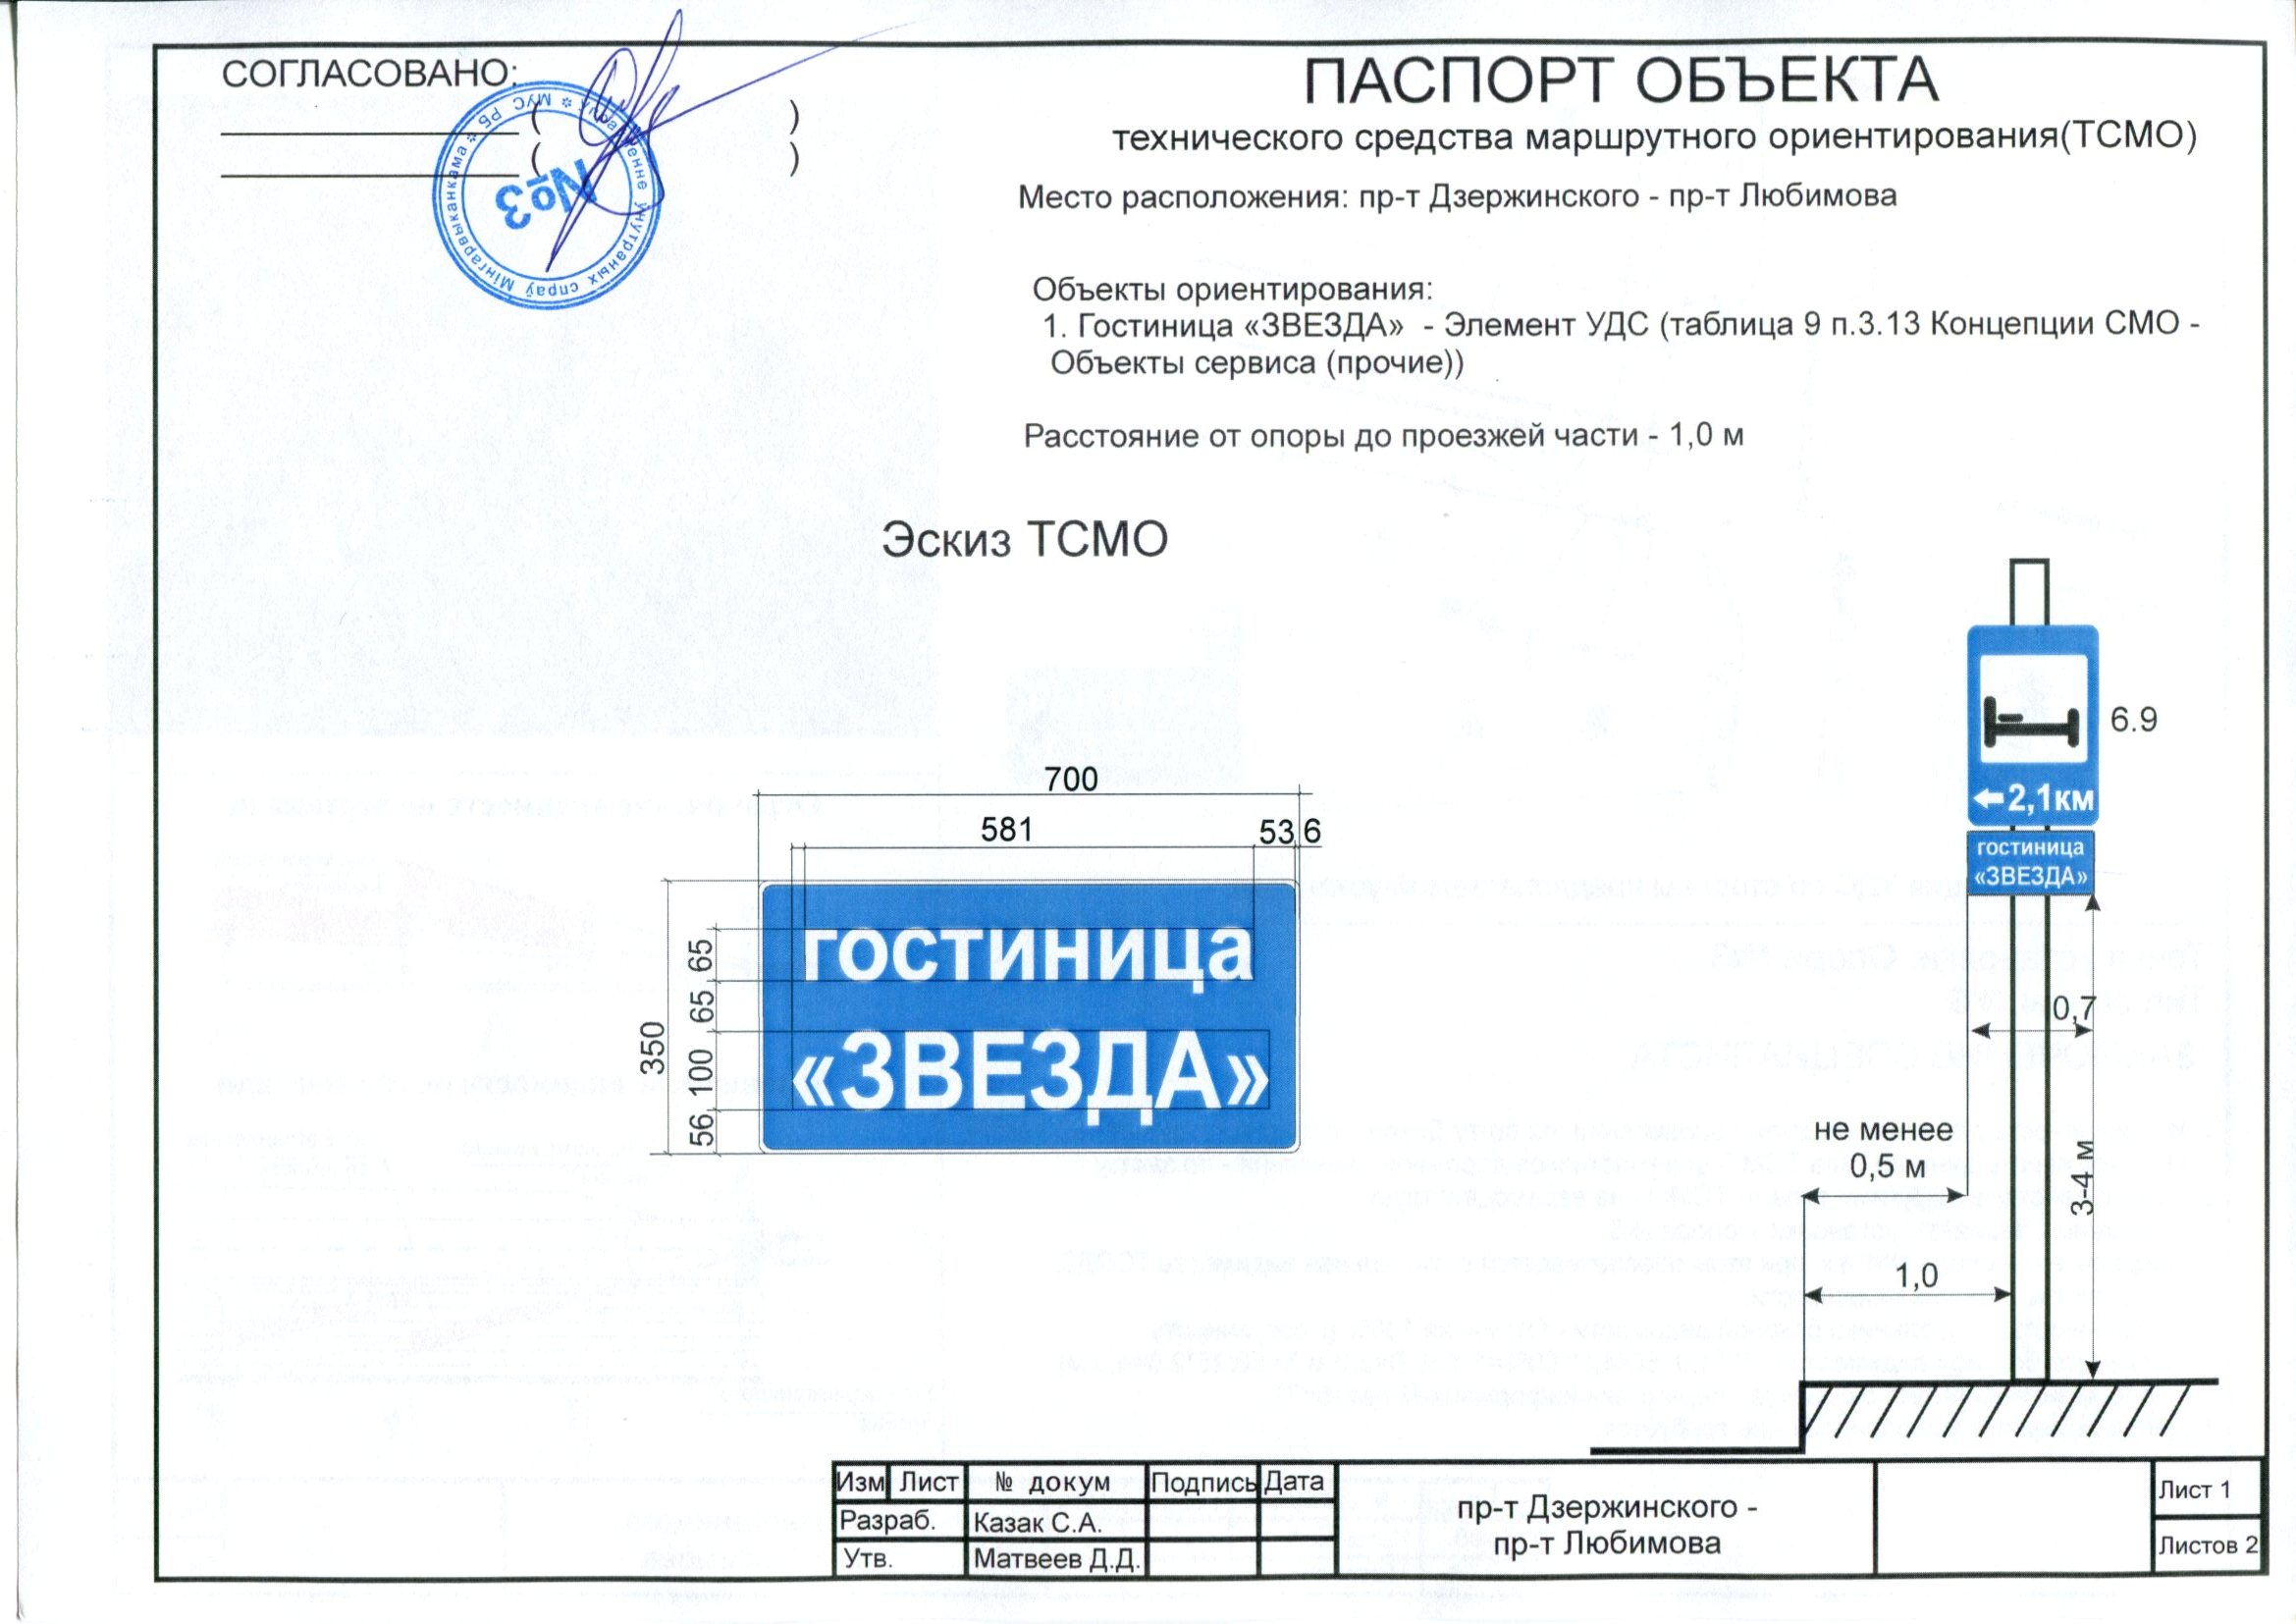 СОГЛАСОВАНО:
( )
( )
Упраўленне ўнутраных спраў Мінгарвыканкама * МУС РБ *
№3
ПАСПОРТ ОБЪЕКТА
технического средства маршрутного ориентирования(ТСМО)
Место расположения: пр-т Дзержинского - пр-т Любимова
Объекты ориентирования:
1. Гостиница «ЗВЕЗДА» - Элемент УДС (таблица 9 п.3.13 Концепции СМО -
Объекты сервиса (прочие))
Расстояние от опоры до проезжей части - 1,0 м
Эскиз ТСМО
700
581
53
6
350
65
65
100
56
гостиница
«ЗВЕЗДА»
6.9
2,1км
гостиница
«ЗВЕЗДА»
0,7
не менее
0,5 м
3-4 м
1,0
Изм Лист № докум Подпись Дата
Разраб. Казак С.А.
Утв. Матвеев Д.Д.
пр-т Дзержинского -
пр-т Любимова
Лист 1
Листов 2